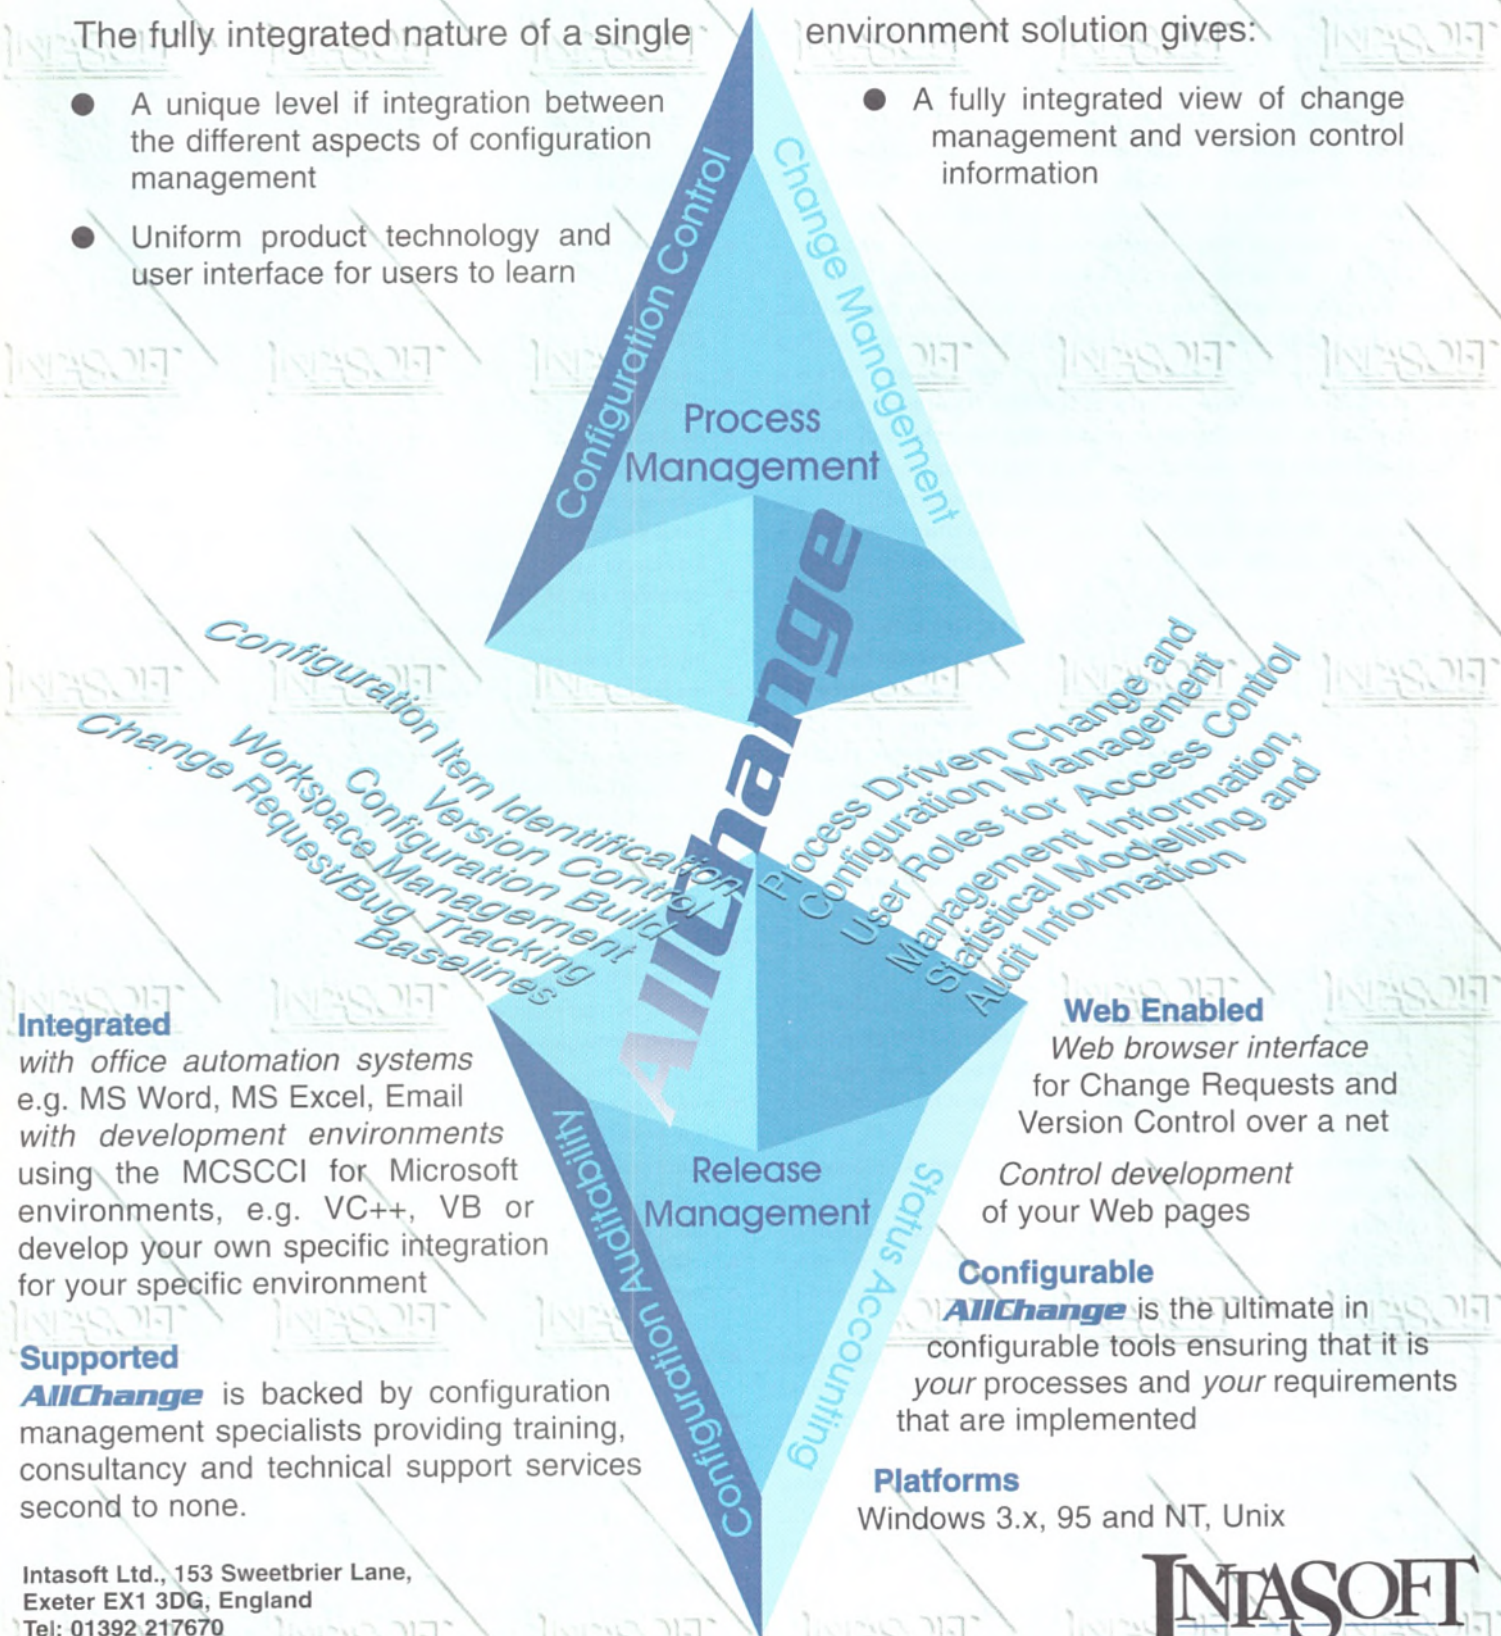 The fully integrated nature of a single environment solution gives:
● A unique level if integration between
the different aspects of configuration
management
● Uniform product technology and
user interface for users to learn
● A fully integrated view of change
management and version control
information
Configuration Control
Change Management
Process
Management
AllChange
Configuration Item Identification
Version Control
Configuration Build
Workspace Management
Change Request/Bug Tracking
Baselines
Process Driven Change and
Configuration Management
User Roles for Access Control
Management Information,
Statistical Modelling and
Audit Information
Configuration Auditability
Release
Management
Status Accounting
Integrated
with office automation systems
e.g. MS Word, MS Excel, Email
with development environments
using the MCSCCI for Microsoft
environments, e.g. VC++, VB or
develop your own specific integration
for your specific environment
Supported
AllChange is backed by configuration
management specialists providing training,
consultancy and technical support services
second to none.
Intasoft Ltd., 153 Sweetbrier Lane,
Exeter EX1 3DG, England
Tel: 01392 217670
Web Enabled
Web browser interface
for Change Requests and
Version Control over a net
Control development
of your Web pages
Configurable
AllChange is the ultimate in
configurable tools ensuring that it is
your processes and your requirements
that are implemented
Platforms
Windows 3.x, 95 and NT, Unix
INTASOFT